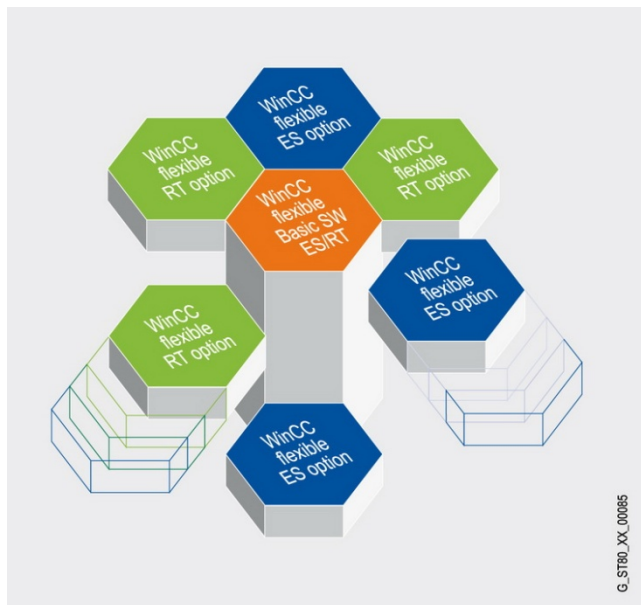 WinCC
flexible
ES option
WinCC
flexible
RT option
WinCC
flexible
RT option
WinCC
flexible
Basic SW
ES/RT
WinCC
flexible
ES option
WinCC
flexible
RT option
WinCC
flexible
ES option
G_ST80_XX_00085